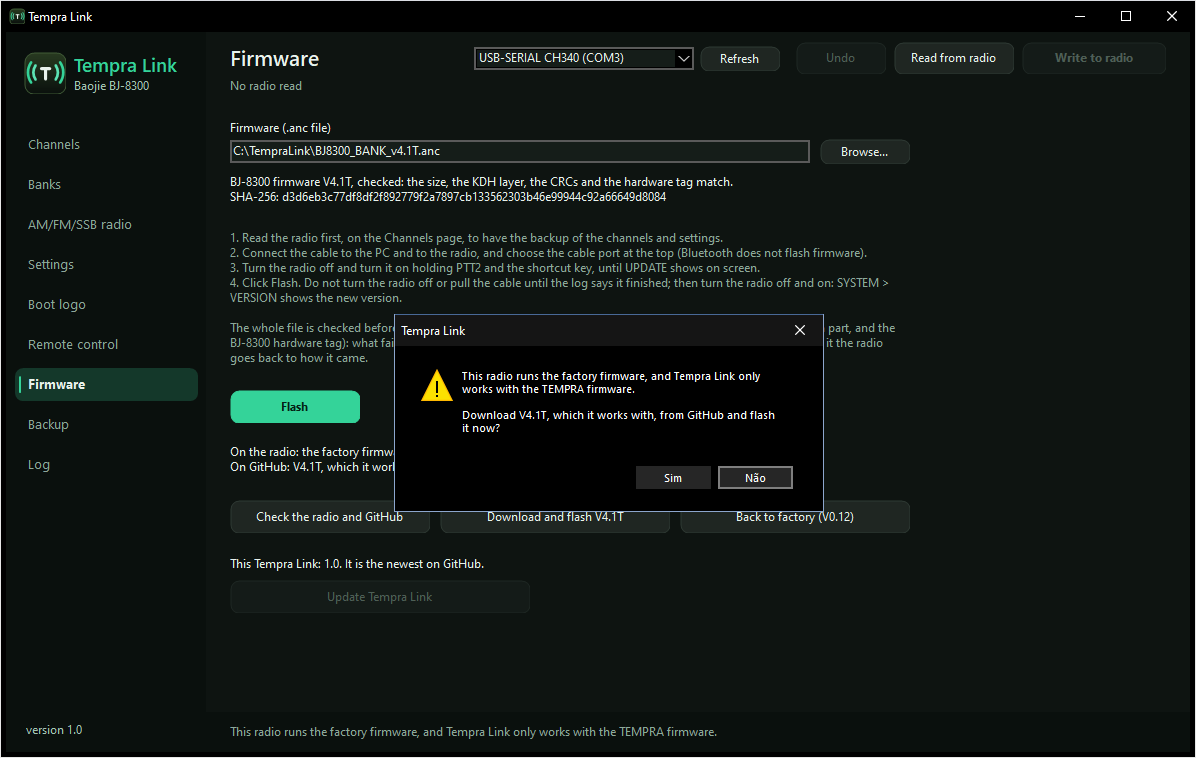 Tempra Link
(T)
Tempra Link
Baojie BJ-8300
Channels
Banks
AM/FM/SSB radio
Settings
Boot logo
Remote control
Firmware
Backup
Log
version 1.0
Firmware
No radio read
USB-SERIAL CH340 (COM3)
Refresh
Undo
Read from radio
Write to radio
Firmware (.anc file)
C:\TempraLink\BJ8300_BANK_v4.1T.anc
Browse...
BJ-8300 firmware V4.1T, checked: the size, the KDH layer, the CRCs and the hardware tag match.
SHA-256: d3d6eb3c77df8df2f892779f2a7897cb133562303b46e99944c92a66649d8084
1. Read the radio first, on the Channels page, to have the backup of the channels and settings.
2. Connect the cable to the PC and to the radio, and choose the cable port at the top (Bluetooth does not flash firmware).
3. Turn the radio off and turn it on holding PTT2 and the shortcut key, until UPDATE shows on screen.
4. Click Flash. Do not turn the radio off or pull the cable until the log says it finished; then turn the radio off and on: SYSTEM >
VERSION shows the new version.
The whole file is checked before part, and the
BJ-8300 hardware tag): what it the radio
goes back to how it came.
Flash
On the radio: the factory
On GitHub: V4.1T, which it
Check the radio and GitHub
Download and flash V4.1T
Back to factory (V0.12)
This Tempra Link: 1.0. It is the newest on GitHub.
Update Tempra Link
Tempra Link
This radio runs the factory firmware, and Tempra Link only
works with the TEMPRA firmware.
Download V4.1T, which it works with, from GitHub and flash
it now?
Sim
Não
This radio runs the factory firmware, and Tempra Link only works with the TEMPRA firmware.